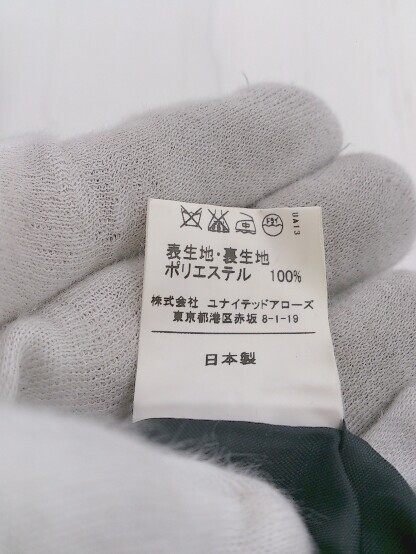 表生地・裏生地
ポリエステル 100%
株式会社 ユナイテッドアローズ
東京都港区赤坂 8-1-19
日本製